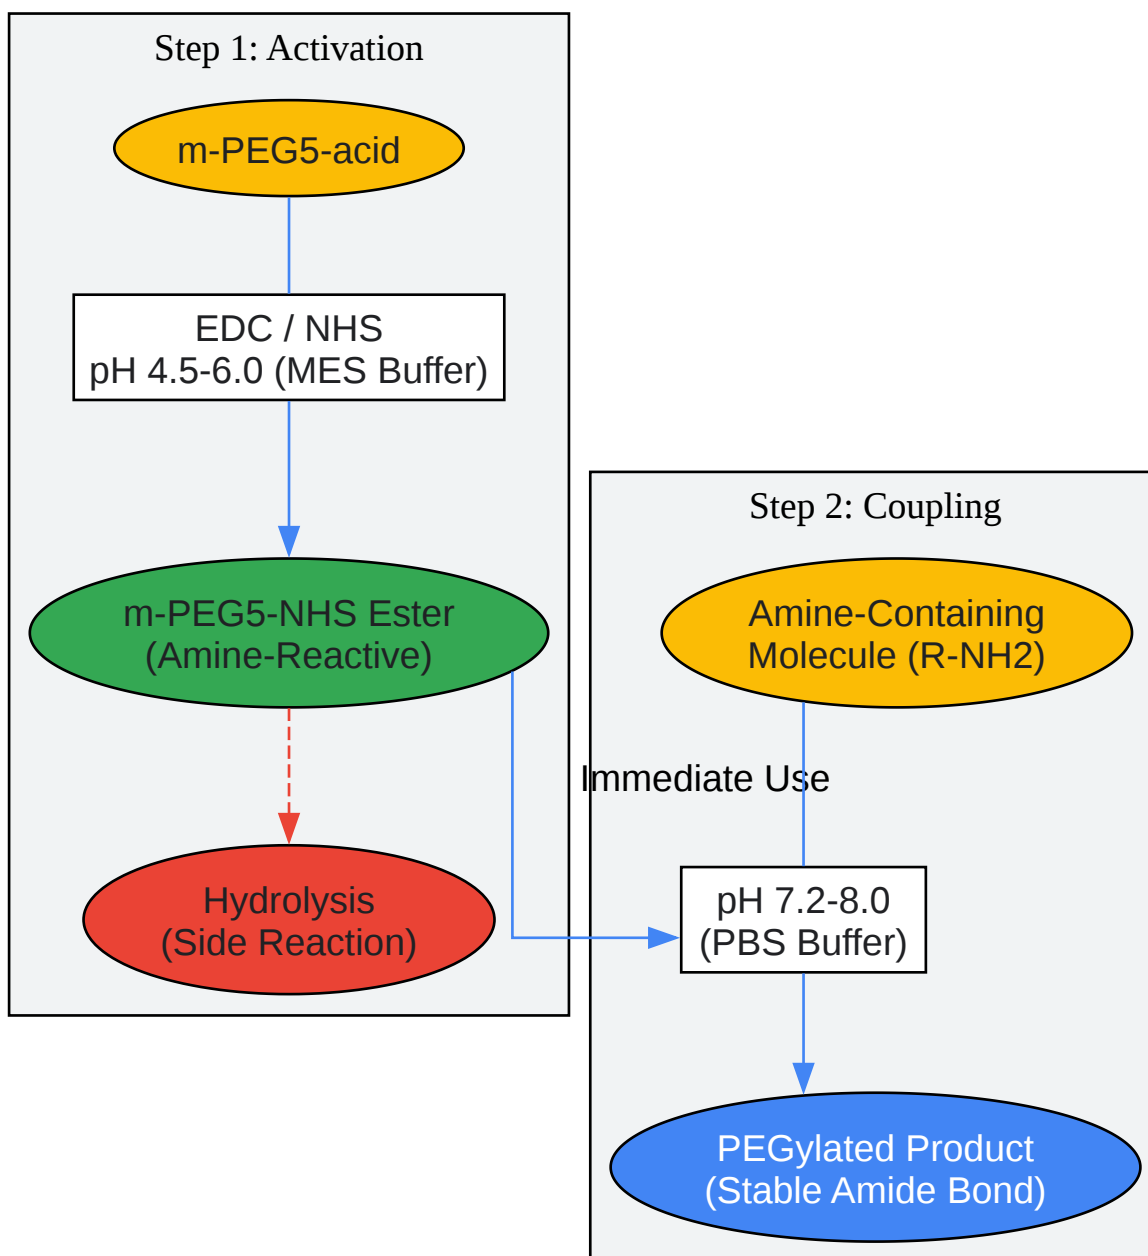 Step 1: Activation
m-PEG5-acid
EDC / NHS
pH 4.5-6.0 (MES Buffer)
m-PEG5-NHS Ester
(Amine-Reactive)
Hydrolysis
(Side Reaction)
Step 2: Coupling
Amine-Containing
Molecule (R-NH2)
Immediate Use
pH 7.2-8.0
(PBS Buffer)
PEGylated Product
(Stable Amide Bond)